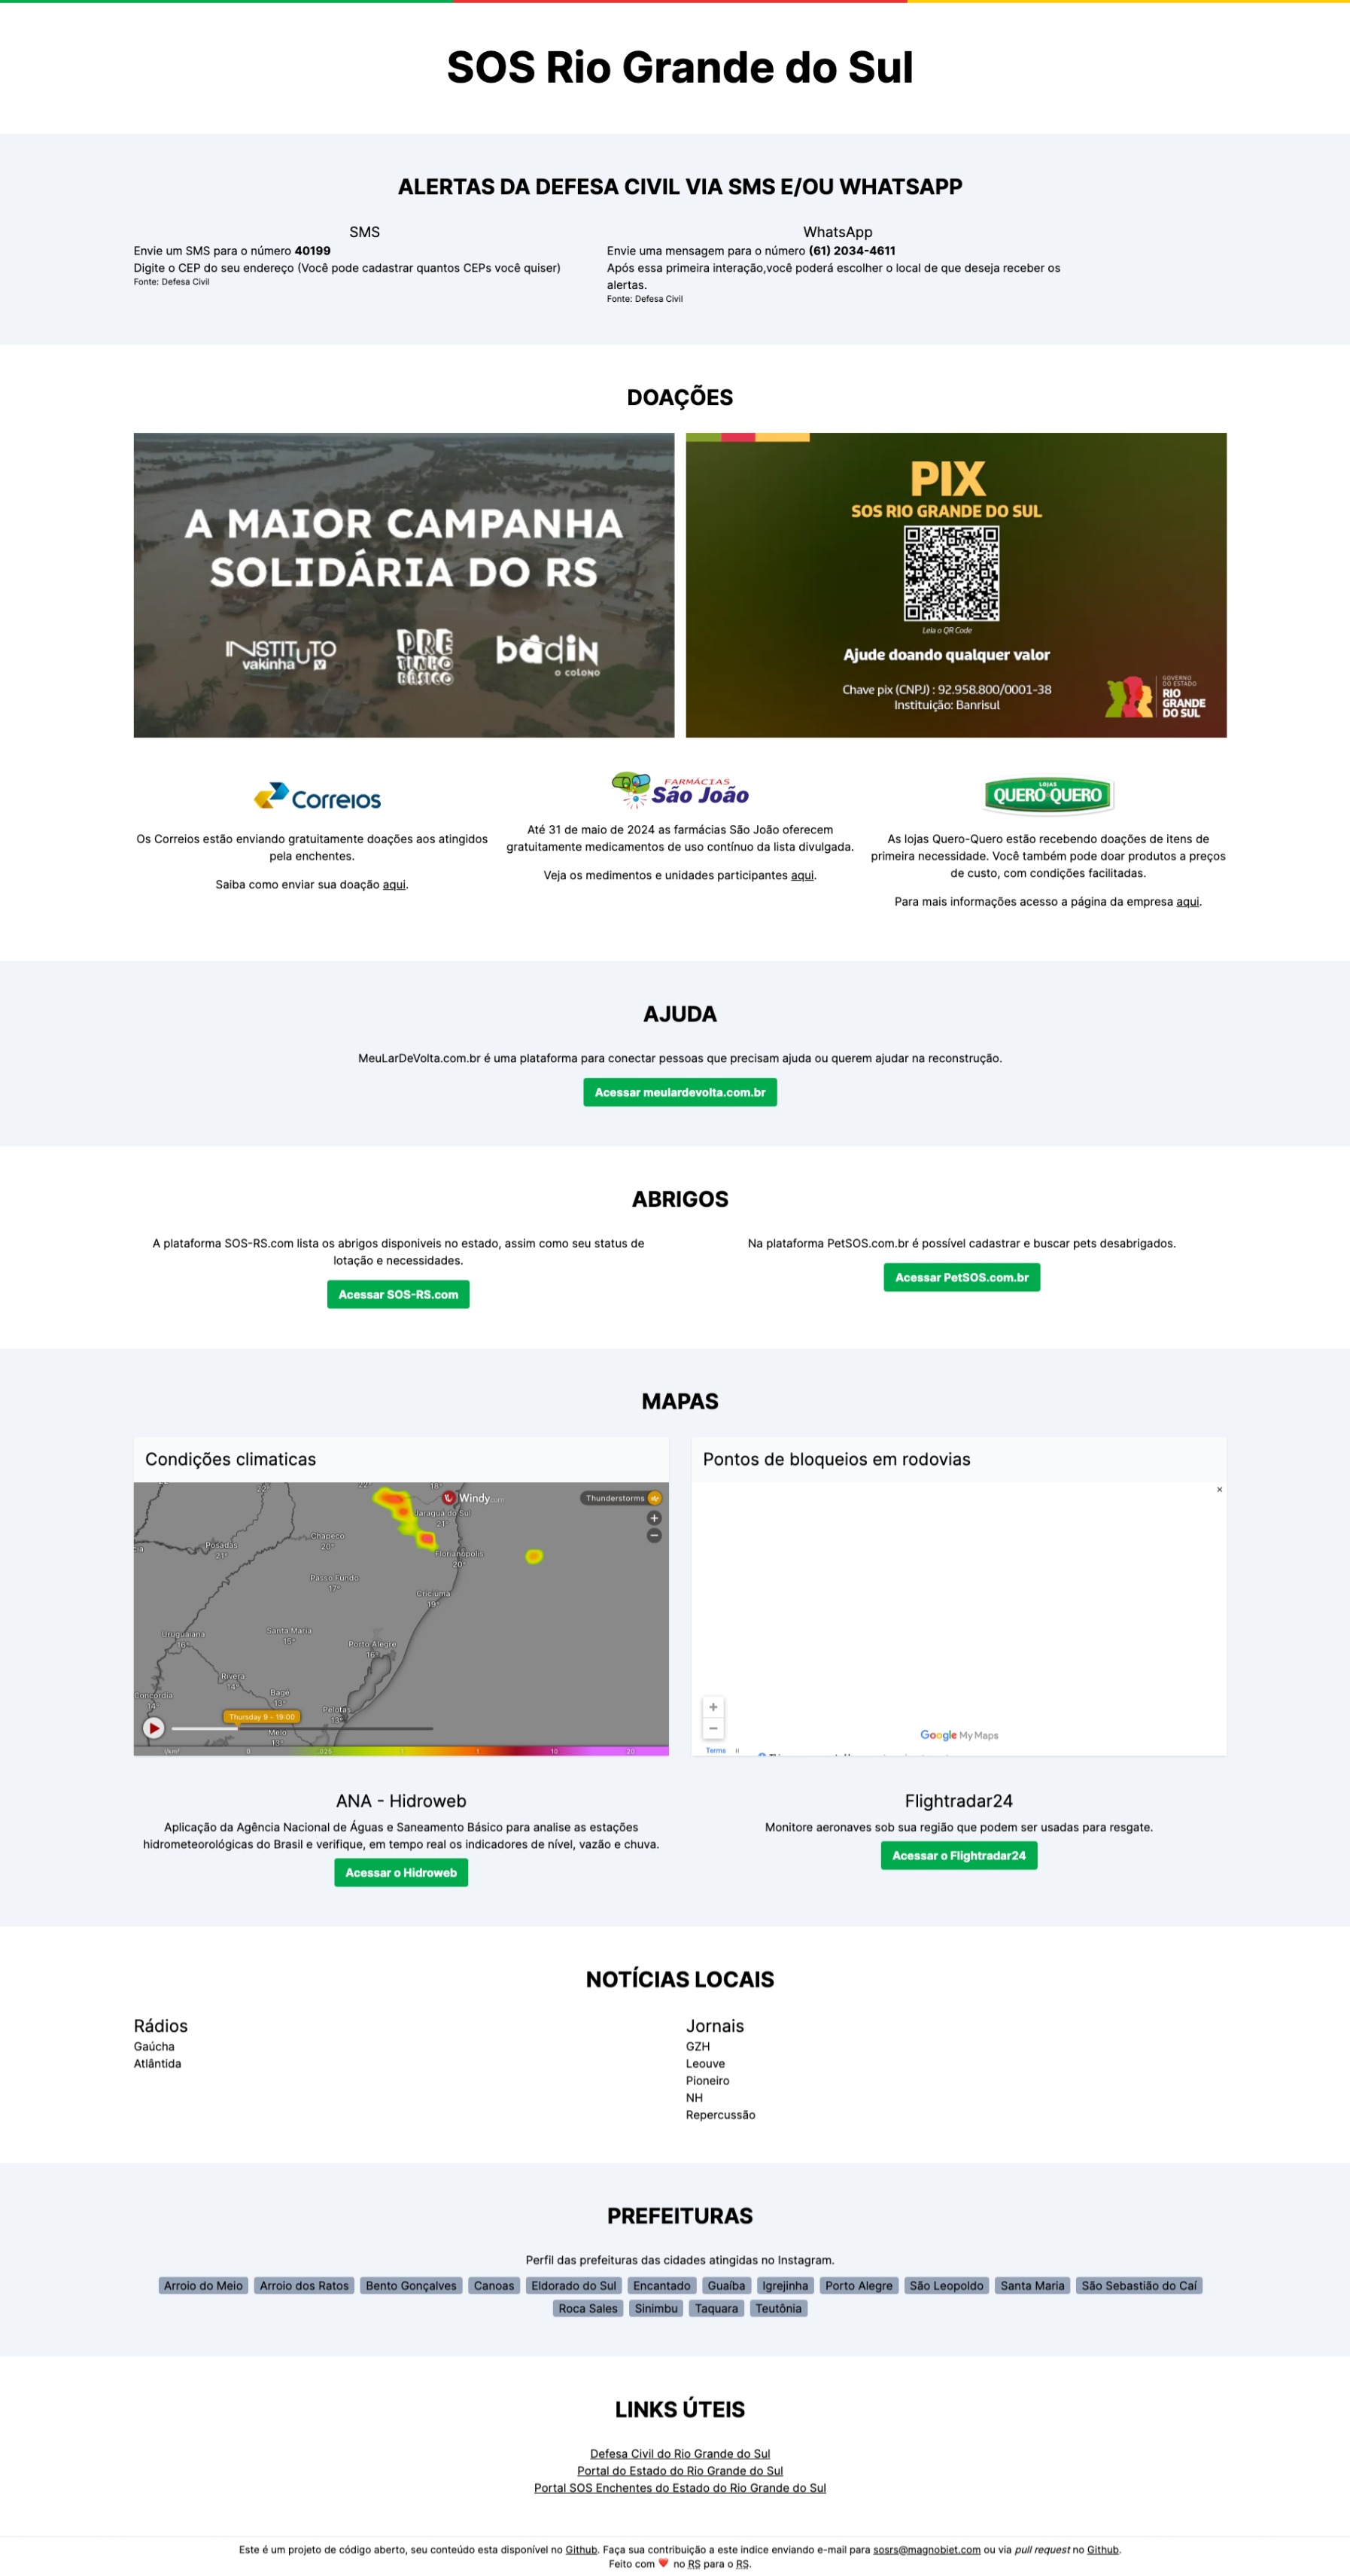 SOS Rio Grande do Sul
ALERTAS DA DEFESA CIVIL VIA SMS E/OU WHATSAPP
SMS
Envie um SMS para o número 40199
Digite o CEP do seu endereço (Você pode cadastrar quantos CEPs você quiser)
Fonte: Defesa Civil
WhatsApp
Envie uma mensagem para o número (61) 2034-4611
Após essa primeira interação,você poderá escolher o local de que deseja receber os
alertas.
Fonte: Defesa Civil
DOAÇÕES
A MAIOR CAMPANHA
SOLIDÁRIA DO RS
INSTITUTO
vakinha
PRE
TINHO
BÁSICO
badin
o colono
PIX
SOS RIO GRANDE DO SUL
Leia o QR Code
Ajude doando qualquer valor
Chave pix (CNPJ) : 92.958.800/0001-38
Instituição: Banrisul
GOVERNO
DO ESTADO
RIO
GRANDE
DO SUL
Correios
Os Correios estão enviando gratuitamente doações aos atingidos
pela enchentes.
Saiba como enviar sua doação aqui.
FARMÁCIAS
São João
Até 31 de maio de 2024 as farmácias São João oferecem
gratuitamente medicamentos de uso contínuo da lista divulgada.
Veja os medimentos e unidades participantes aqui.
LOJAS
QUERO-QUERO
As lojas Quero-Quero estão recebendo doações de itens de
primeira necessidade. Você também pode doar produtos a preços
de custo, com condições facilitadas.
Para mais informações acesso a página da empresa aqui.
AJUDA
MeuLarDeVolta.com.br é uma plataforma para conectar pessoas que precisam ajuda ou querem ajudar na reconstrução.
Acessar meulardevolta.com.br
ABRIGOS
A plataforma SOS-RS.com lista os abrigos disponiveis no estado, assim como seu status de
lotação e necessidades.
Acessar SOS-RS.com
Na plataforma PetSOS.com.br é possível cadastrar e buscar pets desabrigados.
Acessar PetSOS.com.br
MAPAS
Condições climaticas
Windy.com
Thunderstorms
Jaraguá do Sul
21°
Chapeco
20°
Posadas
21°
Florianópolis
20°
Passo Fundo
17°
Criciúma
19°
Uruguaiana
16°
Santa Maria
15°
Porto Alegre
16°
Rivera
14°
Bagé
13°
Concordia
14°
Pelotas
13°
Thursday 9 - 19:00
Melo
13°
l/km²
0
.025
1
10
20
Pontos de bloqueios em rodovias
×
+
−
Google My Maps
Terms
ANA - Hidroweb
Aplicação da Agência Nacional de Águas e Saneamento Básico para analise as estações
hidrometeorológicas do Brasil e verifique, em tempo real os indicadores de nível, vazão e chuva.
Acessar o Hidroweb
Flightradar24
Monitore aeronaves sob sua região que podem ser usadas para resgate.
Acessar o Flightradar24
NOTÍCIAS LOCAIS
Rádios
Gaúcha
Atlântida
Jornais
GZH
Leouve
Pioneiro
NH
Repercussão
PREFEITURAS
Perfil das prefeituras das cidades atingidas no Instagram.
Arroio do Meio Arroio dos Ratos Bento Gonçalves Canoas Eldorado do Sul Encantado Guaíba Igrejinha Porto Alegre São Leopoldo Santa Maria São Sebastião do Caí
Roca Sales Sinimbu Taquara Teutônia
LINKS ÚTEIS
Defesa Civil do Rio Grande do Sul
Portal do Estado do Rio Grande do Sul
Portal SOS Enchentes do Estado do Rio Grande do Sul
Este é um projeto de código aberto, seu conteúdo esta disponível no Github. Faça sua contribuição a este indice enviando e-mail para sosrs@magnobiet.com ou via pull request no Github.
Feito com ❤️ no RS para o RS.